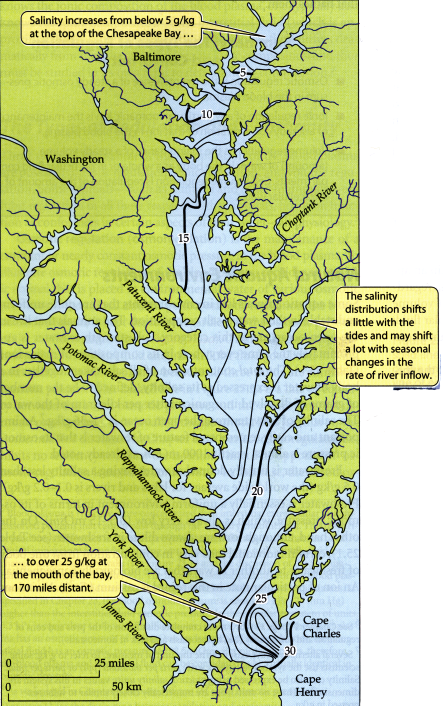 Salinity increases from below 5 g/kg
at the top of the Chesapeake Bay ...
Baltimore
5
10
Washington
Choptank River
15
Patuxent River
The salinity
distribution shifts
a little with the
tides and may shift
a lot with seasonal
changes in the
rate of river inflow.
Potomac River
Rappahannock River
20
York River
... to over 25 g/kg at
the mouth of the bay,
170 miles distant.
25
James River
Cape
Charles
30
0 25 miles
0 50 km
Cape
Henry